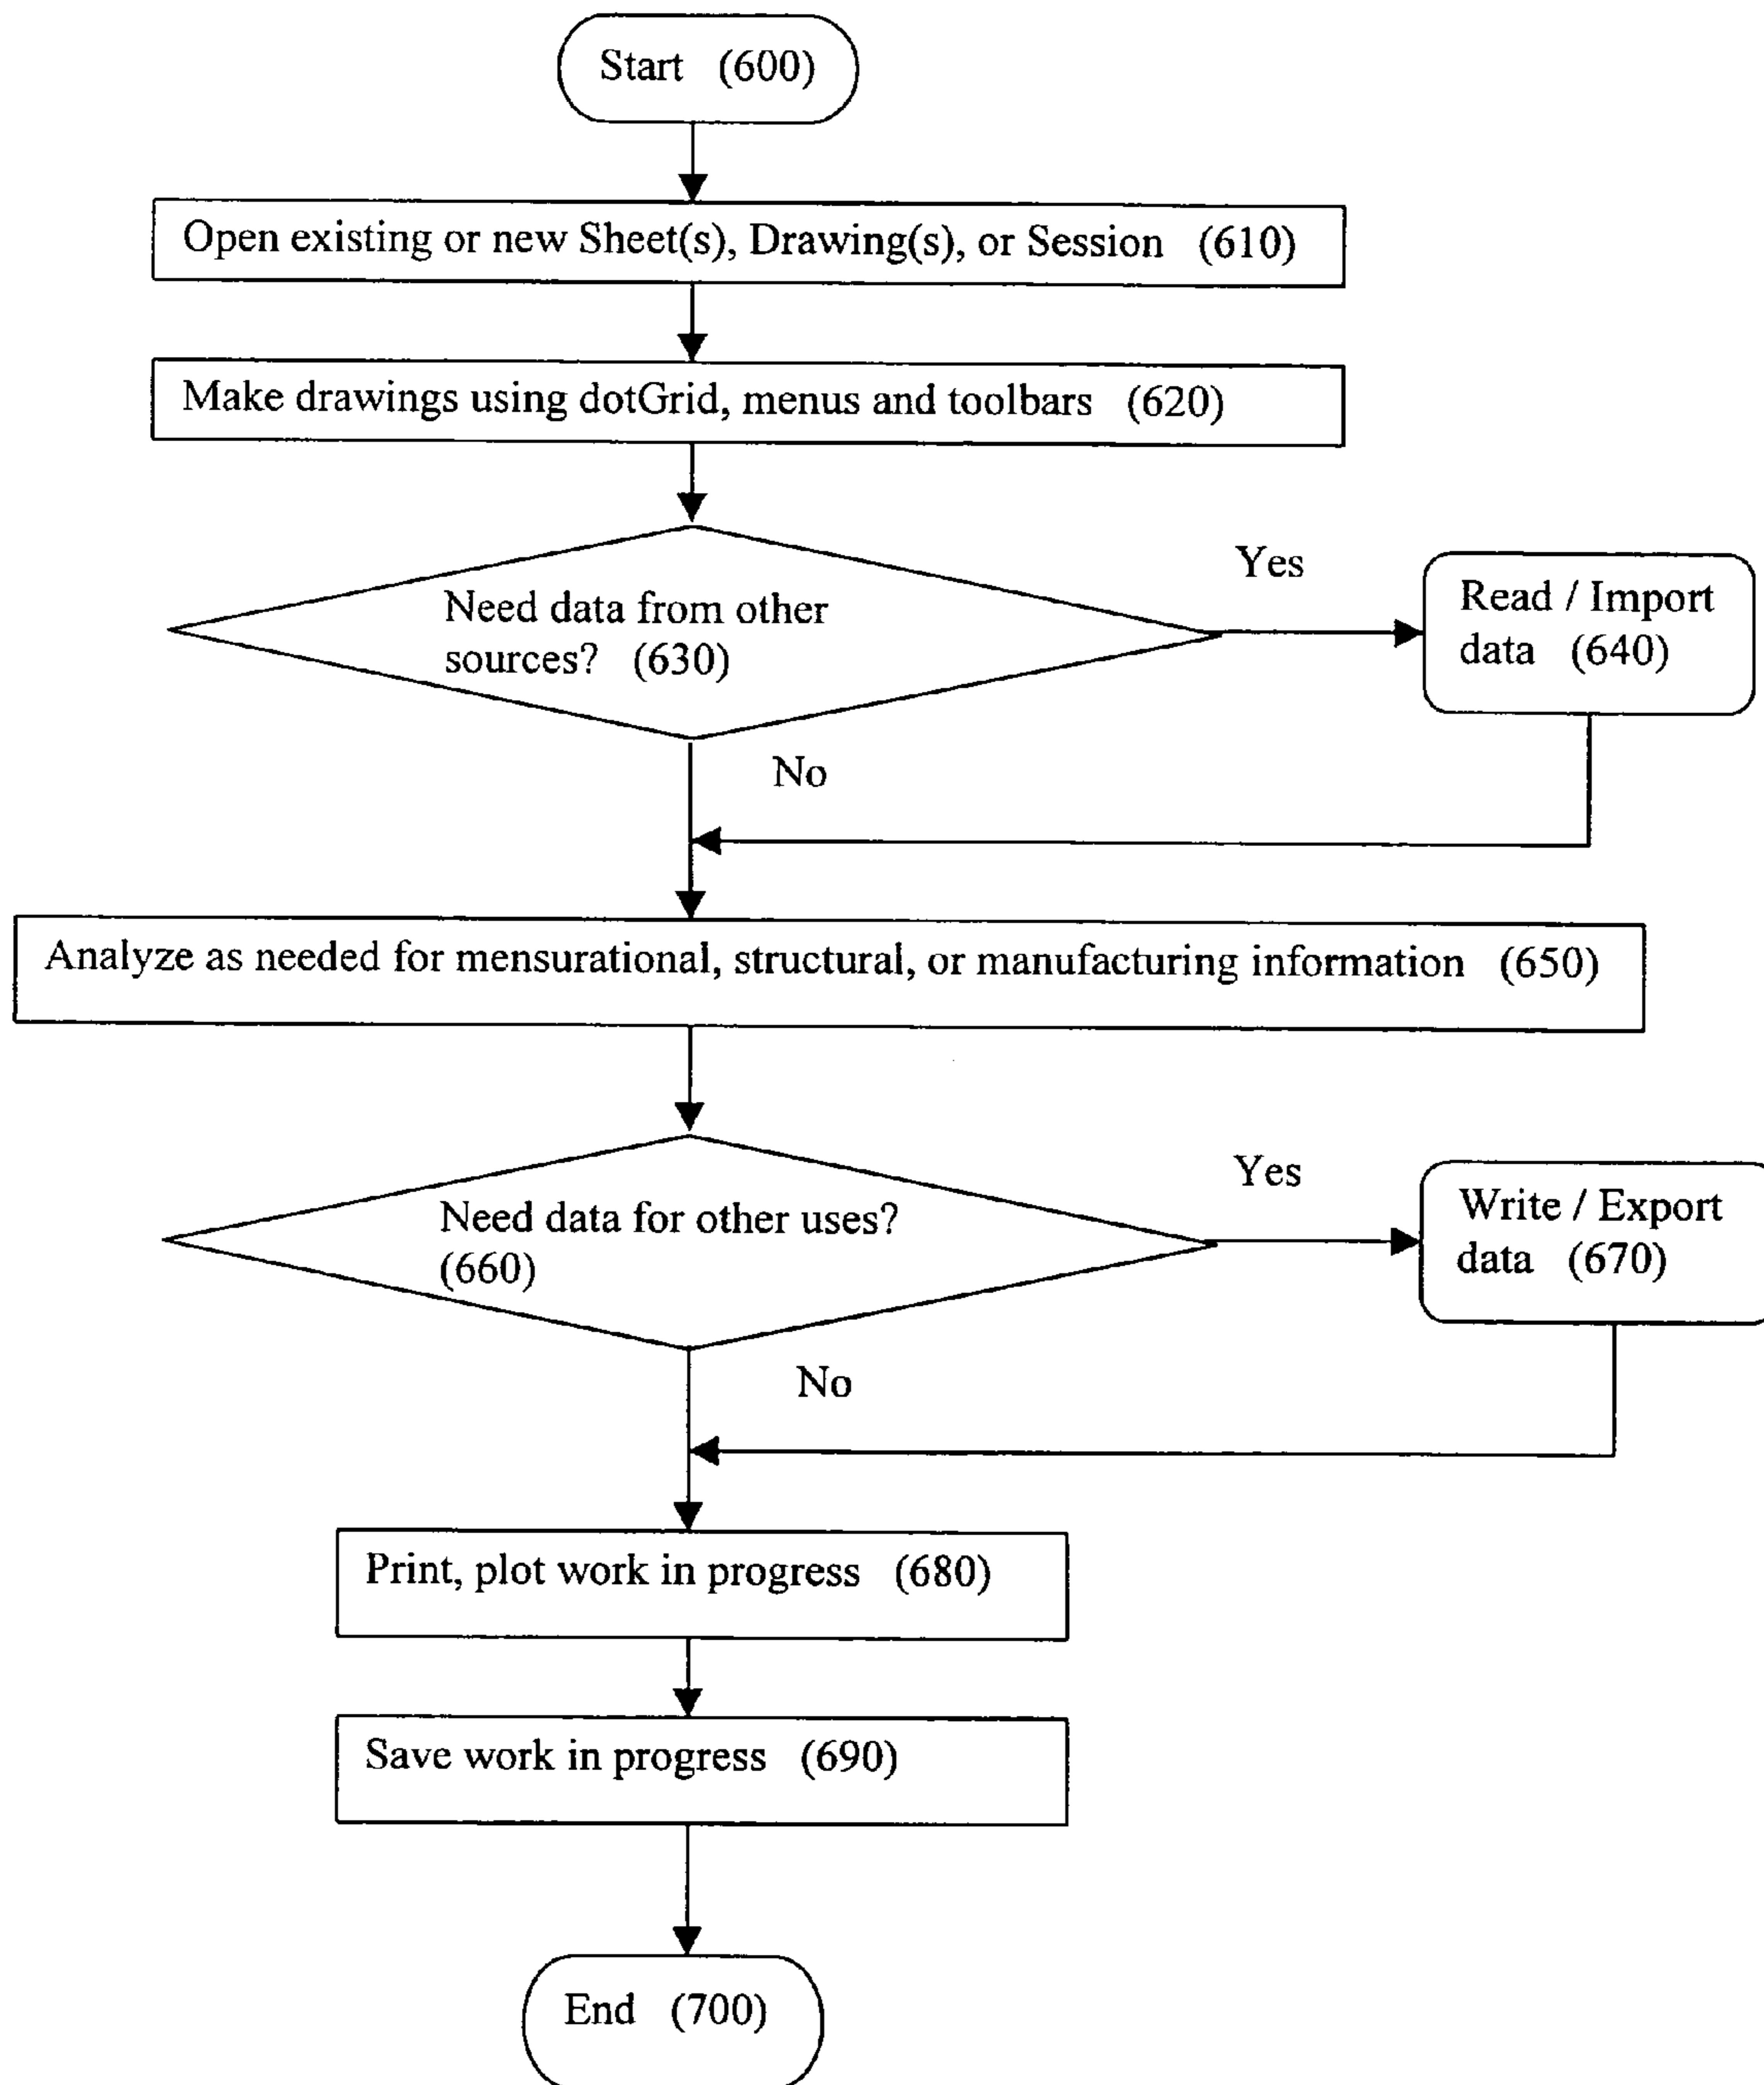 Start (600)
Open existing or new Sheet(s), Drawing(s), or Session (610)
Make drawings using dotGrid, menus and toolbars (620)
Need data from other
sources? (630)
Yes
Read / Import
data (640)
No
Analyze as needed for mensurational, structural, or manufacturing information (650)
Need data for other uses?
(660)
Yes
Write / Export
data (670)
No
Print, plot work in progress (680)
Save work in progress (690)
End (700)